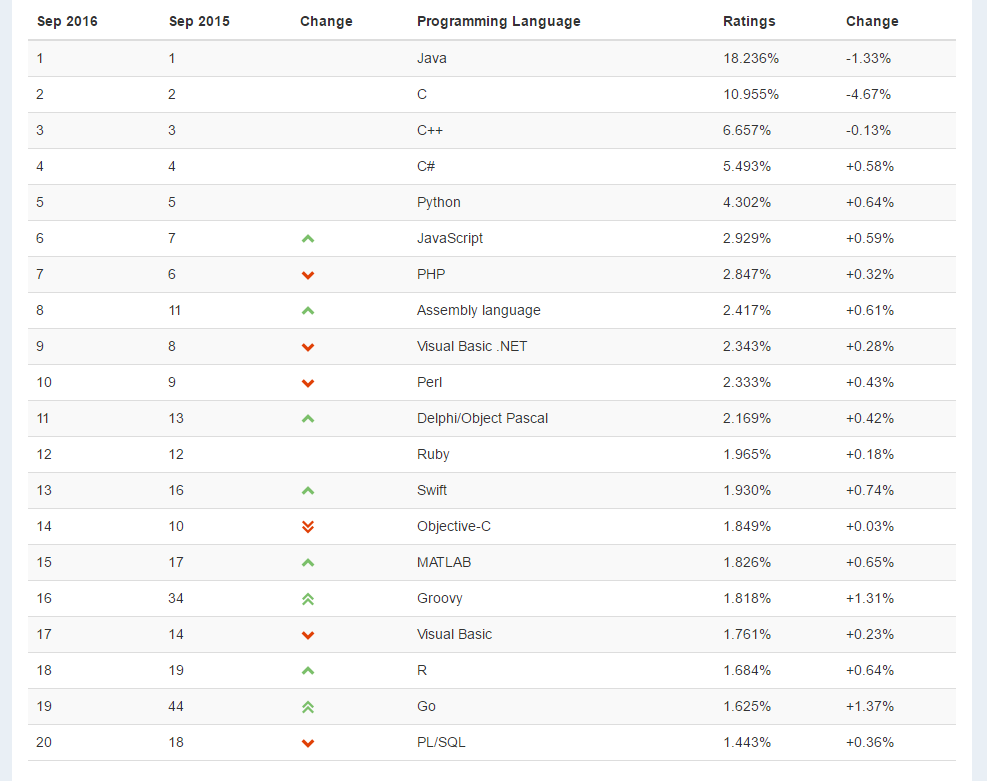 Sep 2016 Sep 2015 Change Programming Language Ratings Change
1 1 Java 18.236% -1.33%
2 2 C 10.955% -4.67%
3 3 C++ 6.657% -0.13%
4 4 C# 5.493% +0.58%
5 5 Python 4.302% +0.64%
6 7 JavaScript 2.929% +0.59%
7 6 PHP 2.847% +0.32%
8 11 Assembly language 2.417% +0.61%
9 8 Visual Basic .NET 2.343% +0.28%
10 9 Perl 2.333% +0.43%
11 13 Delphi/Object Pascal 2.169% +0.42%
12 12 Ruby 1.965% +0.18%
13 16 Swift 1.930% +0.74%
14 10 Objective-C 1.849% +0.03%
15 17 MATLAB 1.826% +0.65%
16 34 Groovy 1.818% +1.31%
17 14 Visual Basic 1.761% +0.23%
18 19 R 1.684% +0.64%
19 44 Go 1.625% +1.37%
20 18 PL/SQL 1.443% +0.36%